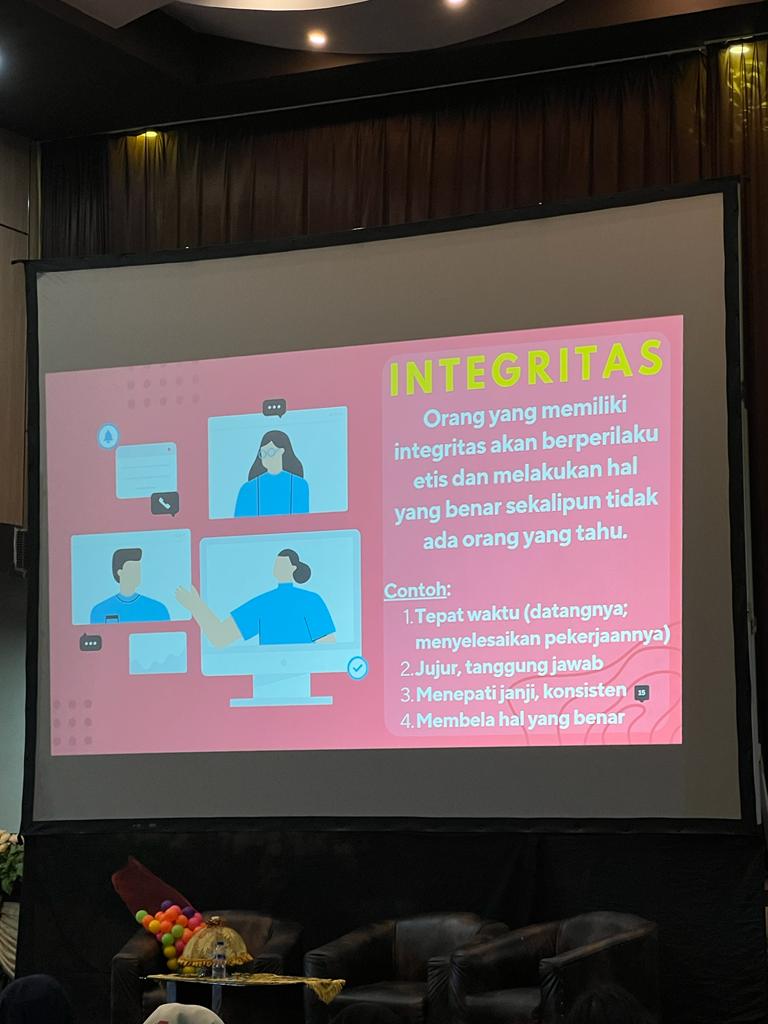 INTEGRITAS
Orang yang memiliki
integritas akan berperilaku
etis dan melakukan hal
yang benar sekalipun tidak
ada orang yang tahu.
Contoh:
1. Tepat waktu (datangnya;
menyelesaikan pekerjaannya)
2. Jujur, tanggung jawab
3. Menepati janji, konsisten
15
4. Membela hal yang benar